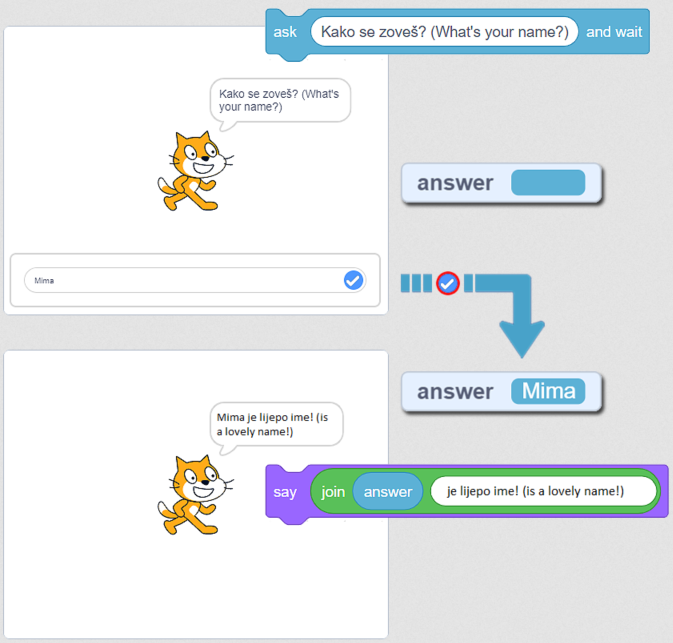 ask Kako se zoveš? (What's your name?) and wait
Kako se zoveš? (What's
your name?)
answer
Mima
answer Mima
Mima je lijepo ime! (is
a lovely name!)
say join answer je lijepo ime! (is a lovely name!)